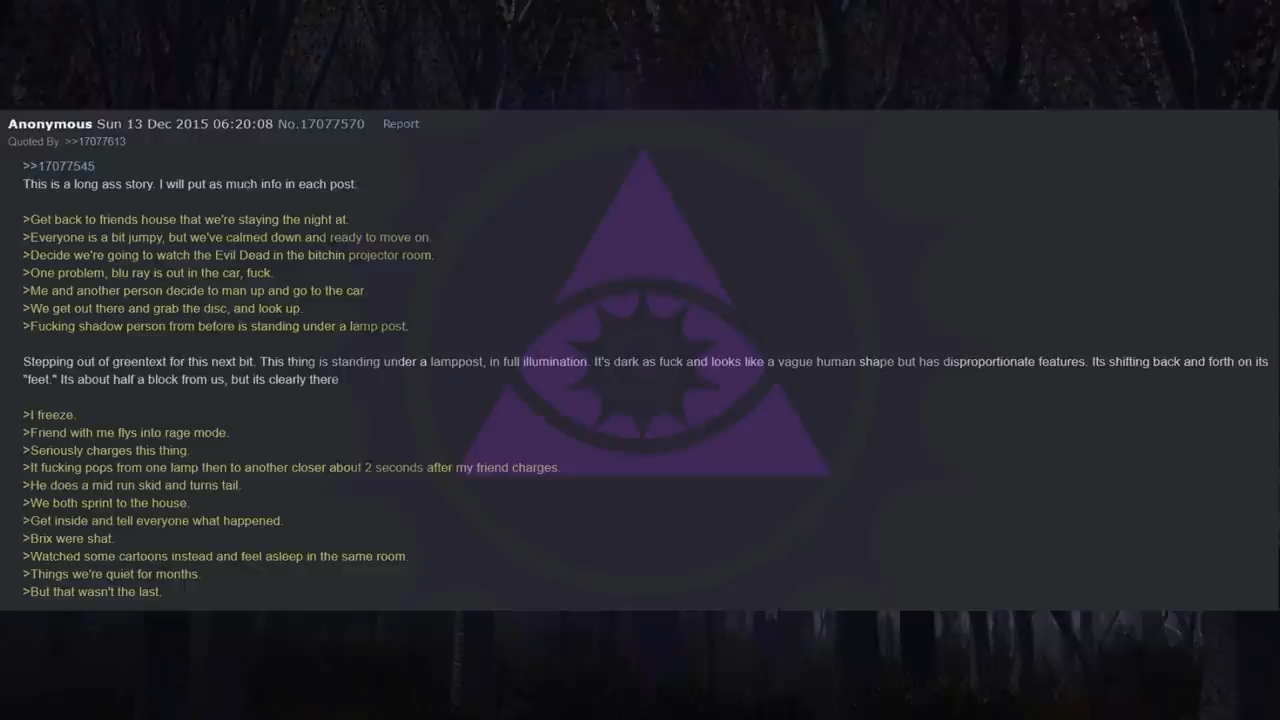 Anonymous Sun 13 Dec 2015 06:20:08 No.17077570 Report
Quoted By >>17077613
>>17077545
This is a long ass story. I will put as much info in each post.
>Get back to friends house that we're staying the night at.
>Everyone is a bit jumpy, but we've calmed down and ready to move on.
>Decide we're going to watch the Evil Dead in the bitchin projector room.
>One problem, blu ray is out in the car, fuck.
>Me and another person decide to man up and go to the car.
>We get out there and grab the disc, and look up.
>Fucking shadow person from before is standing under a lamp post.
Stepping out of greentext for this next bit. This thing is standing under a lamppost, in full illumination. It's dark as fuck and looks like a vague human shape but has disproportionate features. Its shifting back and forth on its
"feet." Its about half a block from us, but its clearly there
>I freeze.
>Friend with me flys into rage mode.
>Seriously charges this thing.
>It fucking pops from one lamp then to another closer about 2 seconds after my friend charges.
>He does a mid run skid and turns tail.
>We both sprint to the house.
>Get inside and tell everyone what happened.
>Brix were shat.
>Watched some cartoons instead and feel asleep in the same room.
>Things we're quiet for months.
>But that wasn't the last.